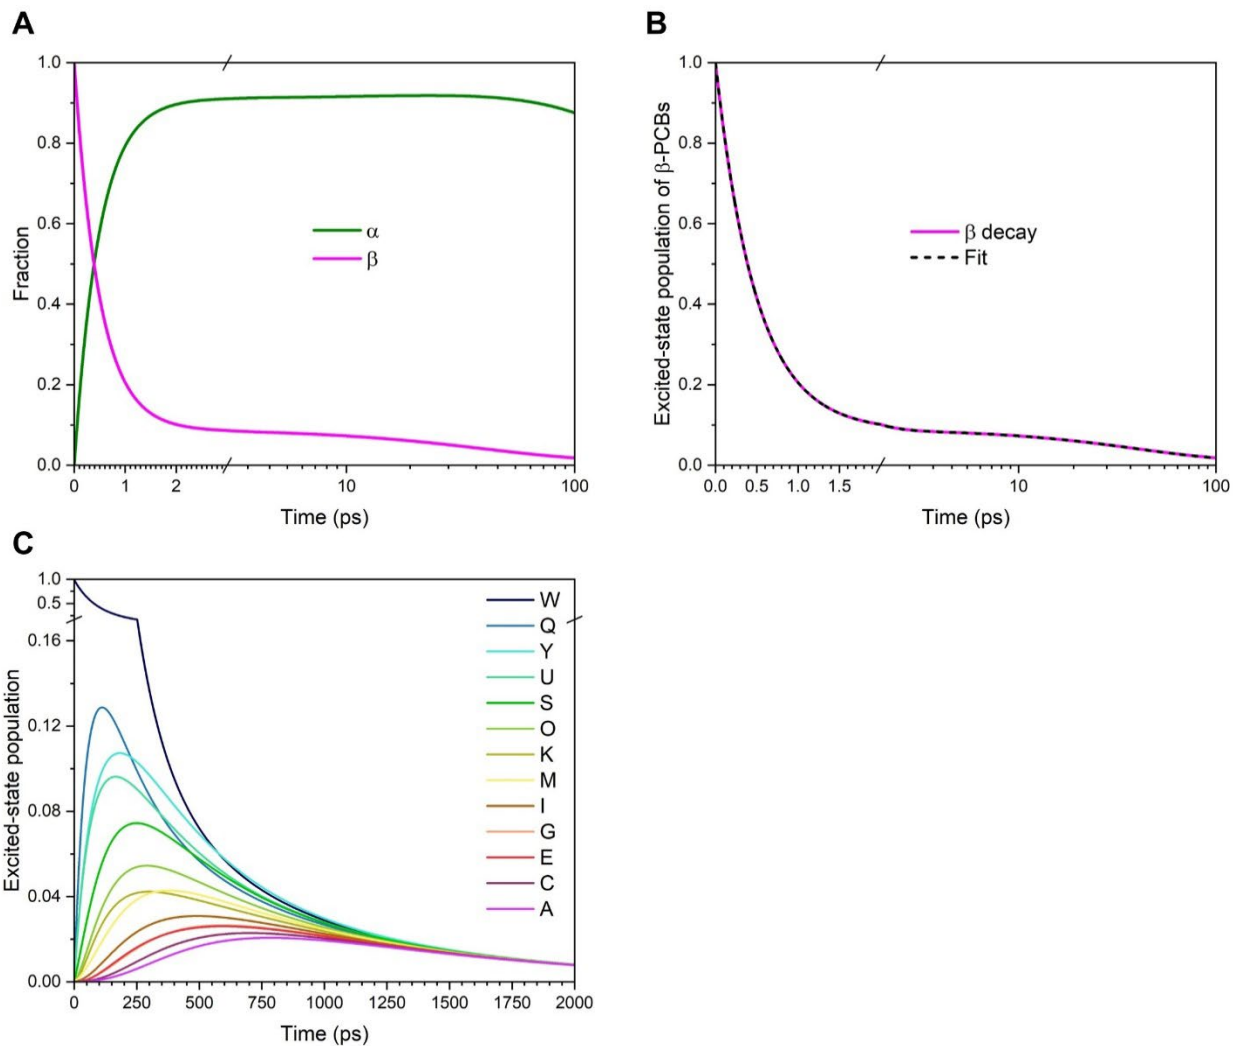 A
Fraction
1.0
0.8
0.6
0.4
0.2
0.0
α
β
0 1 2 10 100
Time (ps)
B
Excited-state population of β-PCBs
1.0
0.8
0.6
0.4
0.2
0.0
β decay
Fit
0.0 0.5 1.0 1.5 10 100
Time (ps)
C
Excited-state population
1.0
0.5
0.16
0.12
0.08
0.04
0.00
W
Q
Y
U
S
O
K
M
I
G
E
C
A
0 250 500 750 1000 1250 1500 1750 2000
Time (ps)